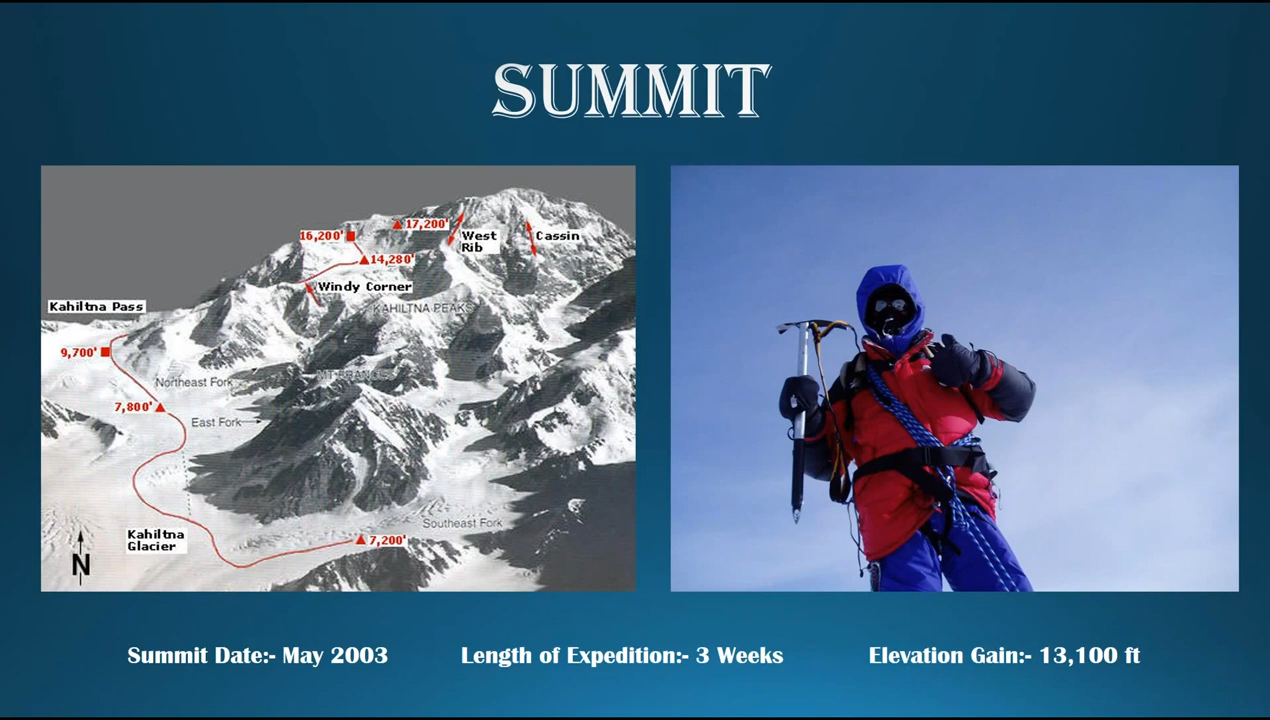 SUMMIT
17,200'
16,200'
West
Rib
Cassin
14,280'
Windy Corner
Kahiltna Pass
KAHILTNA PEAKS
9,700'
Northeast Fork
7,800'
East Fork
Southeast Fork
Kahiltna
Glacier
7,200'
N
Summit Date:- May 2003
Length of Expedition:- 3 Weeks
Elevation Gain:- 13,100 ft